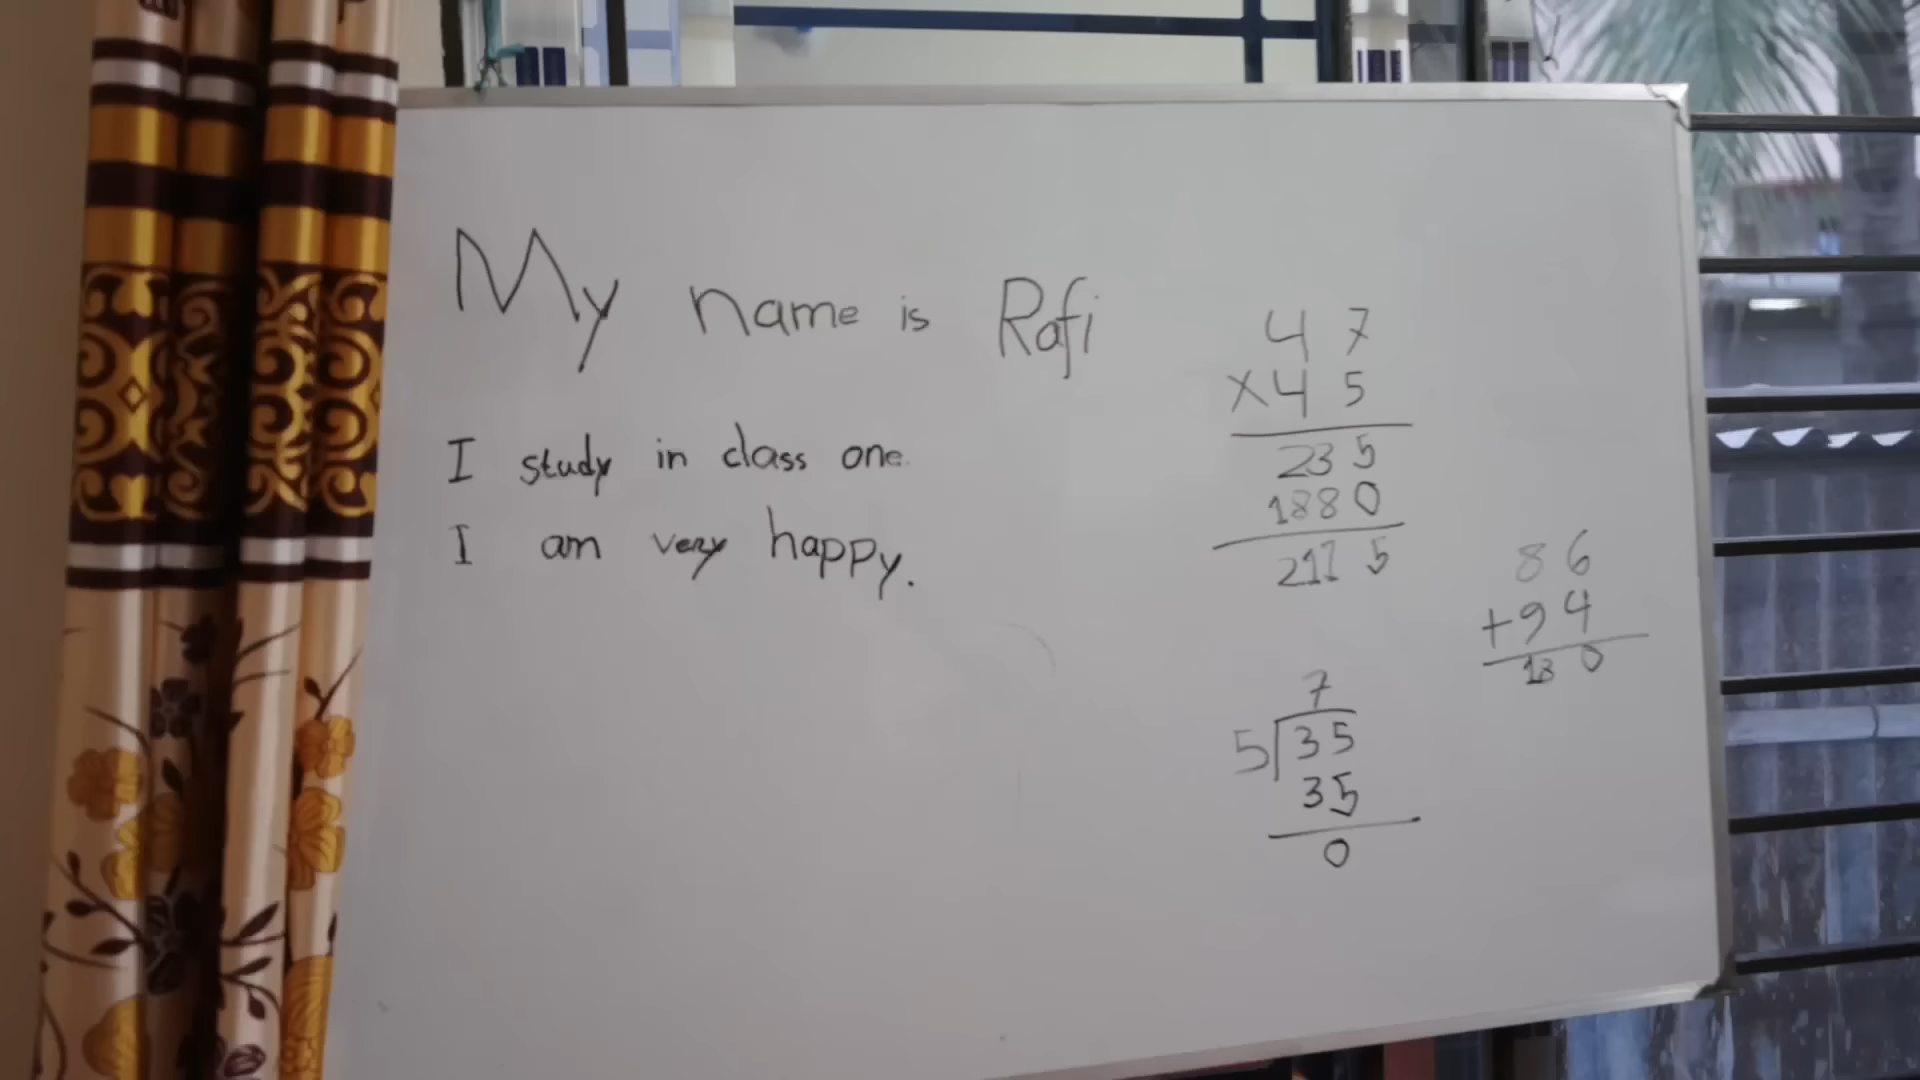 My name is Rafi
I study in class one.
I am very happy.
47
x45
235
1880
2115
86
+94
180
7
5)35
35
0